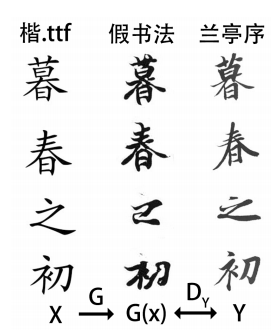 楷.ttf 假书法 兰亭序
暮 暮 暮
春 春 春
之 之 之
初 初 初
G D_Y
X G(x) Y